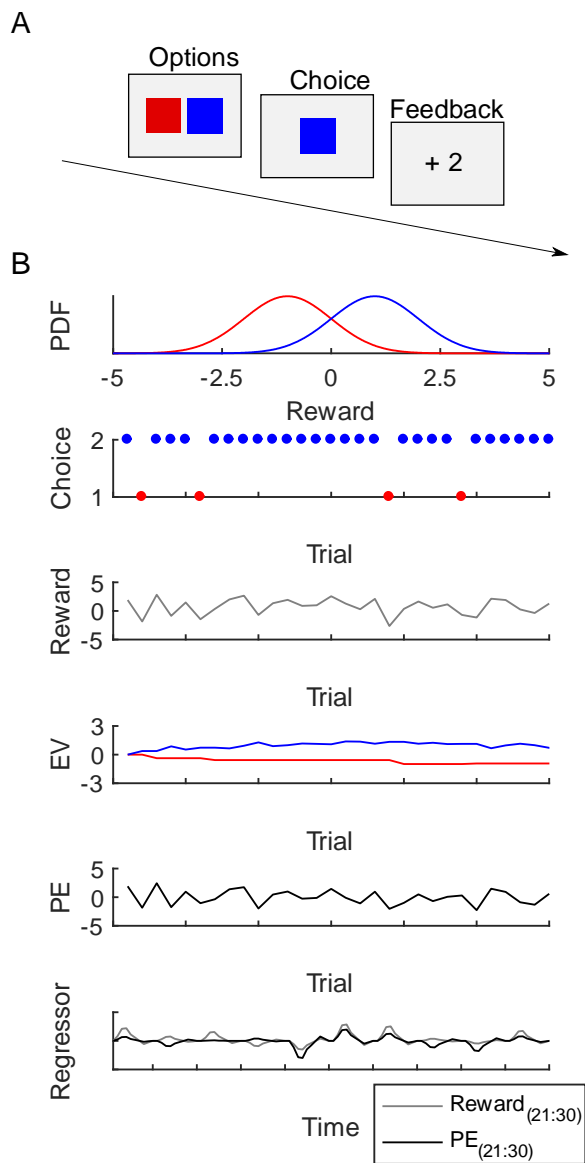 A
Options
Choice
Feedback
+ 2
B
PDF
-5 -2.5 0 2.5 5
Reward
Choice
2
1
Trial
Reward
5
0
-5
Trial
EV
3
0
-3
Trial
PE
5
0
-5
Trial
Regressor
Time
Reward(21:30)
PE(21:30)